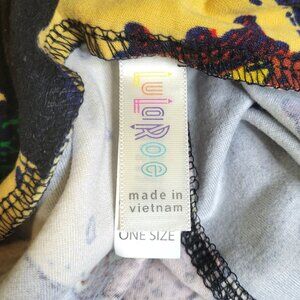 LuLaRoe
made in
vietnam
ONE SIZE